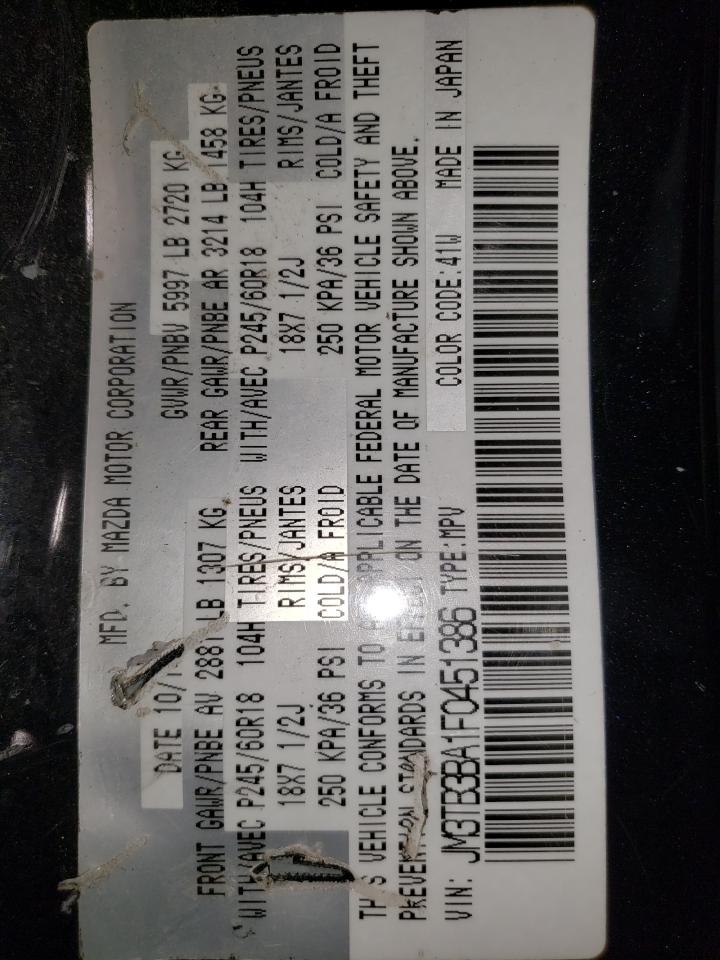 MFD. BY MAZDA MOTOR CORPORATION
DATE 10/1 GVWR/PNBV 5997 LB 2720 KG
FRONT GAWR/PNBE AV 2881 LB 1307 KG REAR GAWR/PNBE AR 3214 LB 1458 KG
WITH/AVEC P245/60R18 104H TIRES/PNEUS WITH/AVEC P245/60R18 104H TIRES/PNEUS
18X7 1/2J RIMS/JANTES 18X7 1/2J RIMS/JANTES
250 KPA/36 PSI COLD/A FROID 250 KPA/36 PSI COLD/A FROID
THIS VEHICLE CONFORMS TO APPLICABLE FEDERAL MOTOR VEHICLE SAFETY AND THEFT
PREVENTION STANDARDS IN EFFECT ON THE DATE OF MANUFACTURE SHOWN ABOVE.
VIN: JM3TB3BA1F0451386 TYPE:MPV COLOR CODE:41W MADE IN JAPAN